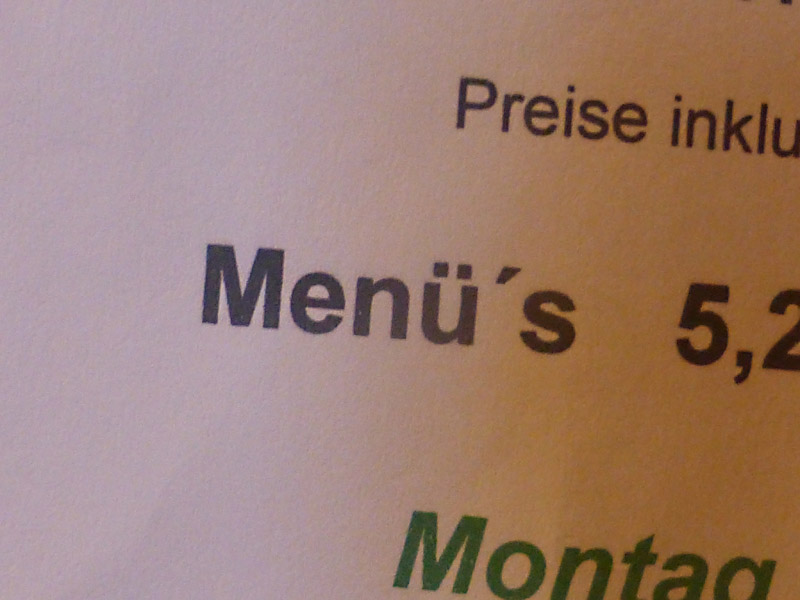 Preise inklu
Menü´s 5,2
Montag